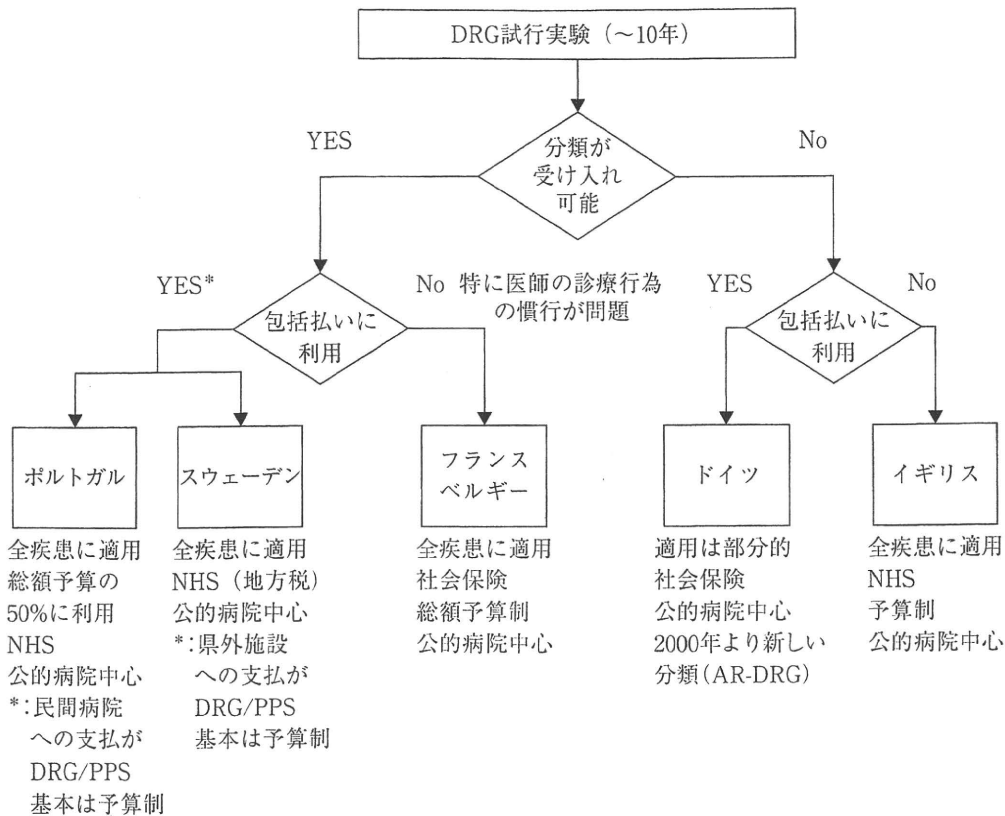 DRG試行実験（～10年）
YES
分類が
受け入れ
可能
No
YES*
包括払いに
利用
No 特に医師の診療行為
の慣行が問題
YES
包括払いに
利用
No
ポルトガル
全疾患に適用
総額予算の
50%に利用
NHS
公的病院中心
*：民間病院
への支払が
DRG/PPS
基本は予算制
スウェーデン
全疾患に適用
NHS（地方税）
公的病院中心
*：県外施設
への支払が
DRG/PPS
基本は予算制
フランス
ベルギー
全疾患に適用
社会保険
総額予算制
公的病院中心
ドイツ
適用は部分的
社会保険
公的病院中心
2000年より新しい
分類(AR-DRG)
イギリス
全疾患に適用
NHS
予算制
公的病院中心